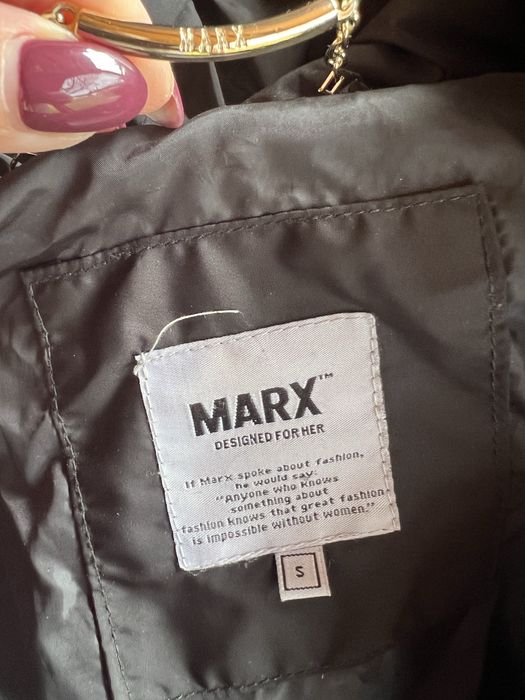 MARX
MARX™
DESIGNED FOR HER
If Marx spoke about fashion,
he would say:
"Anyone who knows
something about
fashion knows that great fashion
is impossible without women."
S